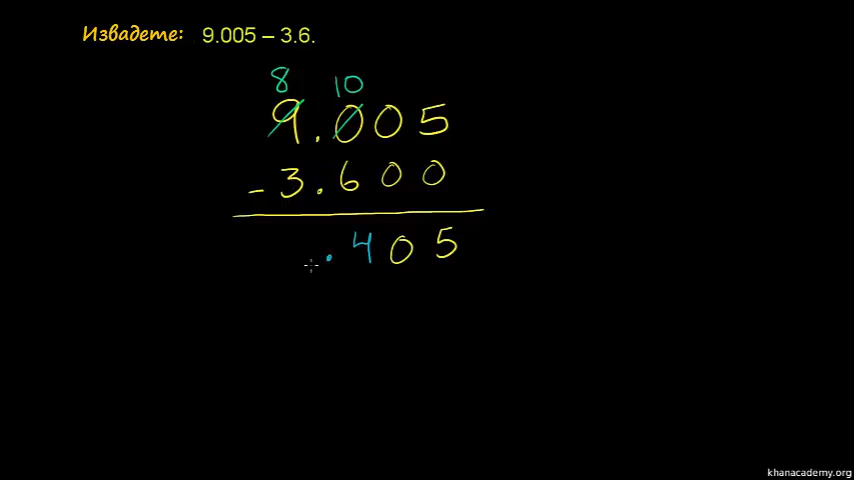 Извадете: 9.005 – 3.6.
8 10
9.005
- 3.600
.405
khanacademy.org